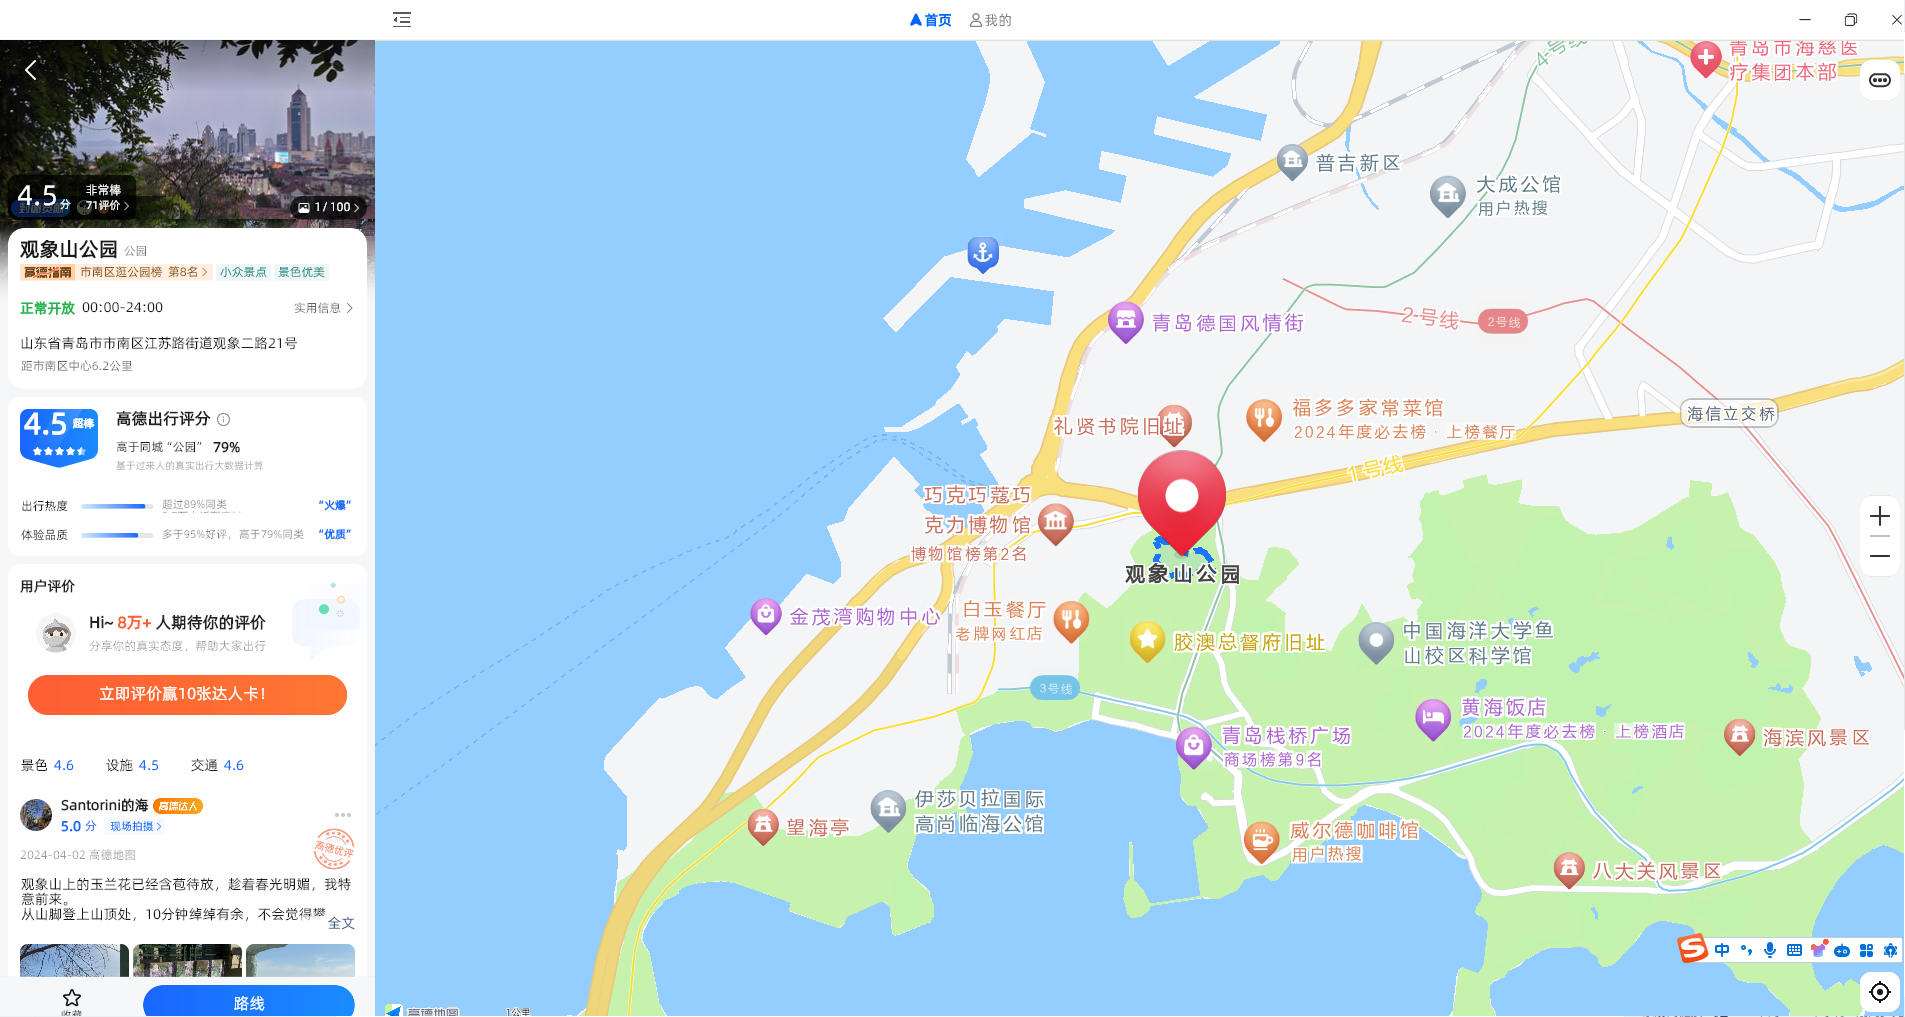 首页
我的
4.5分
非常棒
71评价
1 / 100
观象山公园 公园
高德指南 市南区逛公园榜 第8名 小众景点 景色优美
正常开放 00:00-24:00 实用信息
山东省青岛市市南区江苏路街道观象二路21号
距市南区中心6.2公里
4.5 超棒
高德出行评分
高于同城“公园” 79%
基于过来人的真实出行大数据计算
出行热度 超过89%同类 “火爆”
体验品质 多于95%好评，高于79%同类 “优质”
用户评价
Hi~ 8万+ 人期待你的评价
分享你的真实态度，帮助大家出行
立即评价赢10张达人卡！
景色 4.6 设施 4.5 交通 4.6
Santorini的海 高德达人
5.0 分 现场拍摄
2024-04-02 高德地图
高德优评
观象山上的玉兰花已经含苞待放，趁着春光明媚，我特
意前来。
从山脚登上山顶处，10分钟绰绰有余，不会觉得攀
全文
收藏
路线
4号线
青岛市海慈医
疗集团本部
普吉新区
大成公馆
用户热搜
青岛德国风情街
2号线
2号线
福多多家常菜馆
2024年度必去榜·上榜餐厅
海信立交桥
礼贤书院旧址
1号线
巧克巧蔻巧
克力博物馆
博物馆榜第2名
观象山公园
金茂湾购物中心
白玉餐厅
老牌网红店
胶澳总督府旧址
中国海洋大学鱼
山校区科学馆
3号线
黄海饭店
2024年度必去榜·上榜酒店
海滨风景区
青岛栈桥广场
商场榜第9名
伊莎贝拉国际
高尚临海公馆
望海亭
威尔德咖啡馆
用户热搜
八大关风景区
中
高德地图
1公里